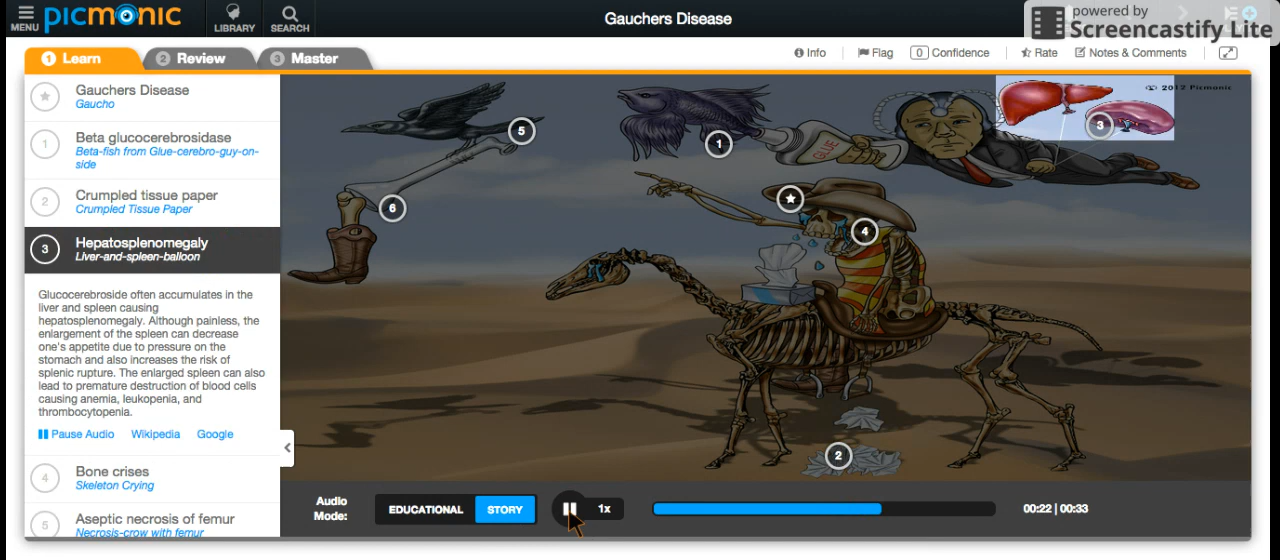 MENU
picmonic
LIBRARY
SEARCH
Gauchers Disease
powered by
Screencastify Lite
1 Learn
2 Review
3 Master
Info
Flag
0 Confidence
Rate
Notes & Comments
Gauchers Disease
Gaucho
1
Beta glucocerebrosidase
Beta-fish from Glue-cerebro-guy-on-
side
2
Crumpled tissue paper
Crumpled Tissue Paper
3
Hepatosplenomegaly
Liver-and-spleen-balloon
Glucocerebroside often accumulates in the
liver and spleen causing
hepatosplenomegaly. Although painless, the
enlargement of the spleen can decrease
one's appetite due to pressure on the
stomach and also increases the risk of
splenic rupture. The enlarged spleen can also
lead to premature destruction of blood cells
causing anemia, leukopenia, and
thrombocytopenia.
Pause Audio
Wikipedia
Google
4
Bone crises
Skeleton Crying
5
Aseptic necrosis of femur
Necrosis-crow with femur
© 2012 Picmonic
5
1
GLUE
3
6
4
2
Audio
Mode:
EDUCATIONAL
STORY
1x
00:22 | 00:33